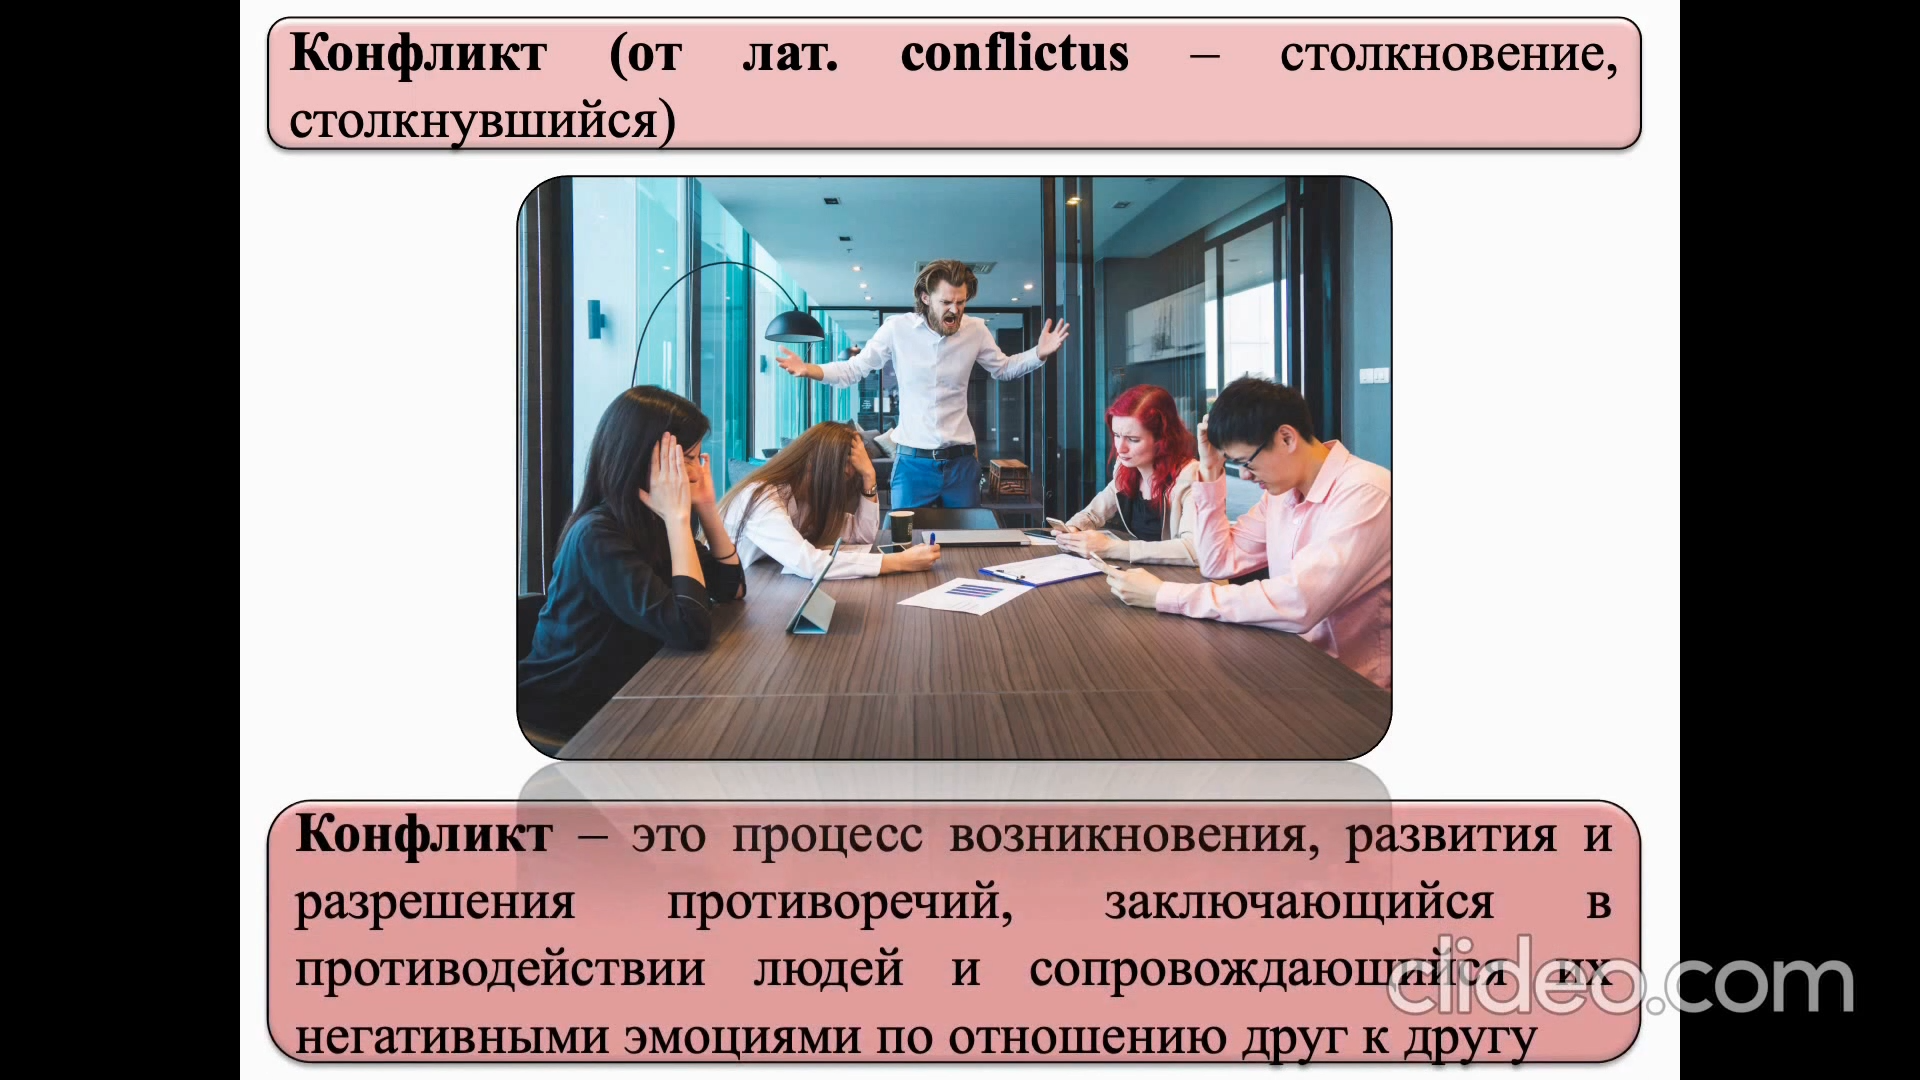 Конфликт (от лат. conflictus – столкновение,
столкнувшийся)
Конфликт – это процесс возникновения, развития и
разрешения противоречий, заключающийся в
противодействии людей и сопровождающийся их
негативными эмоциями по отношению друг к другу
clideo.com